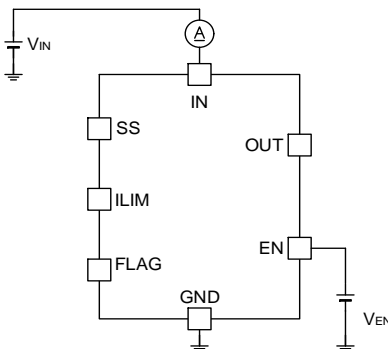 A
VIN
IN
SS
OUT
ILIM
EN
FLAG
GND
VEN